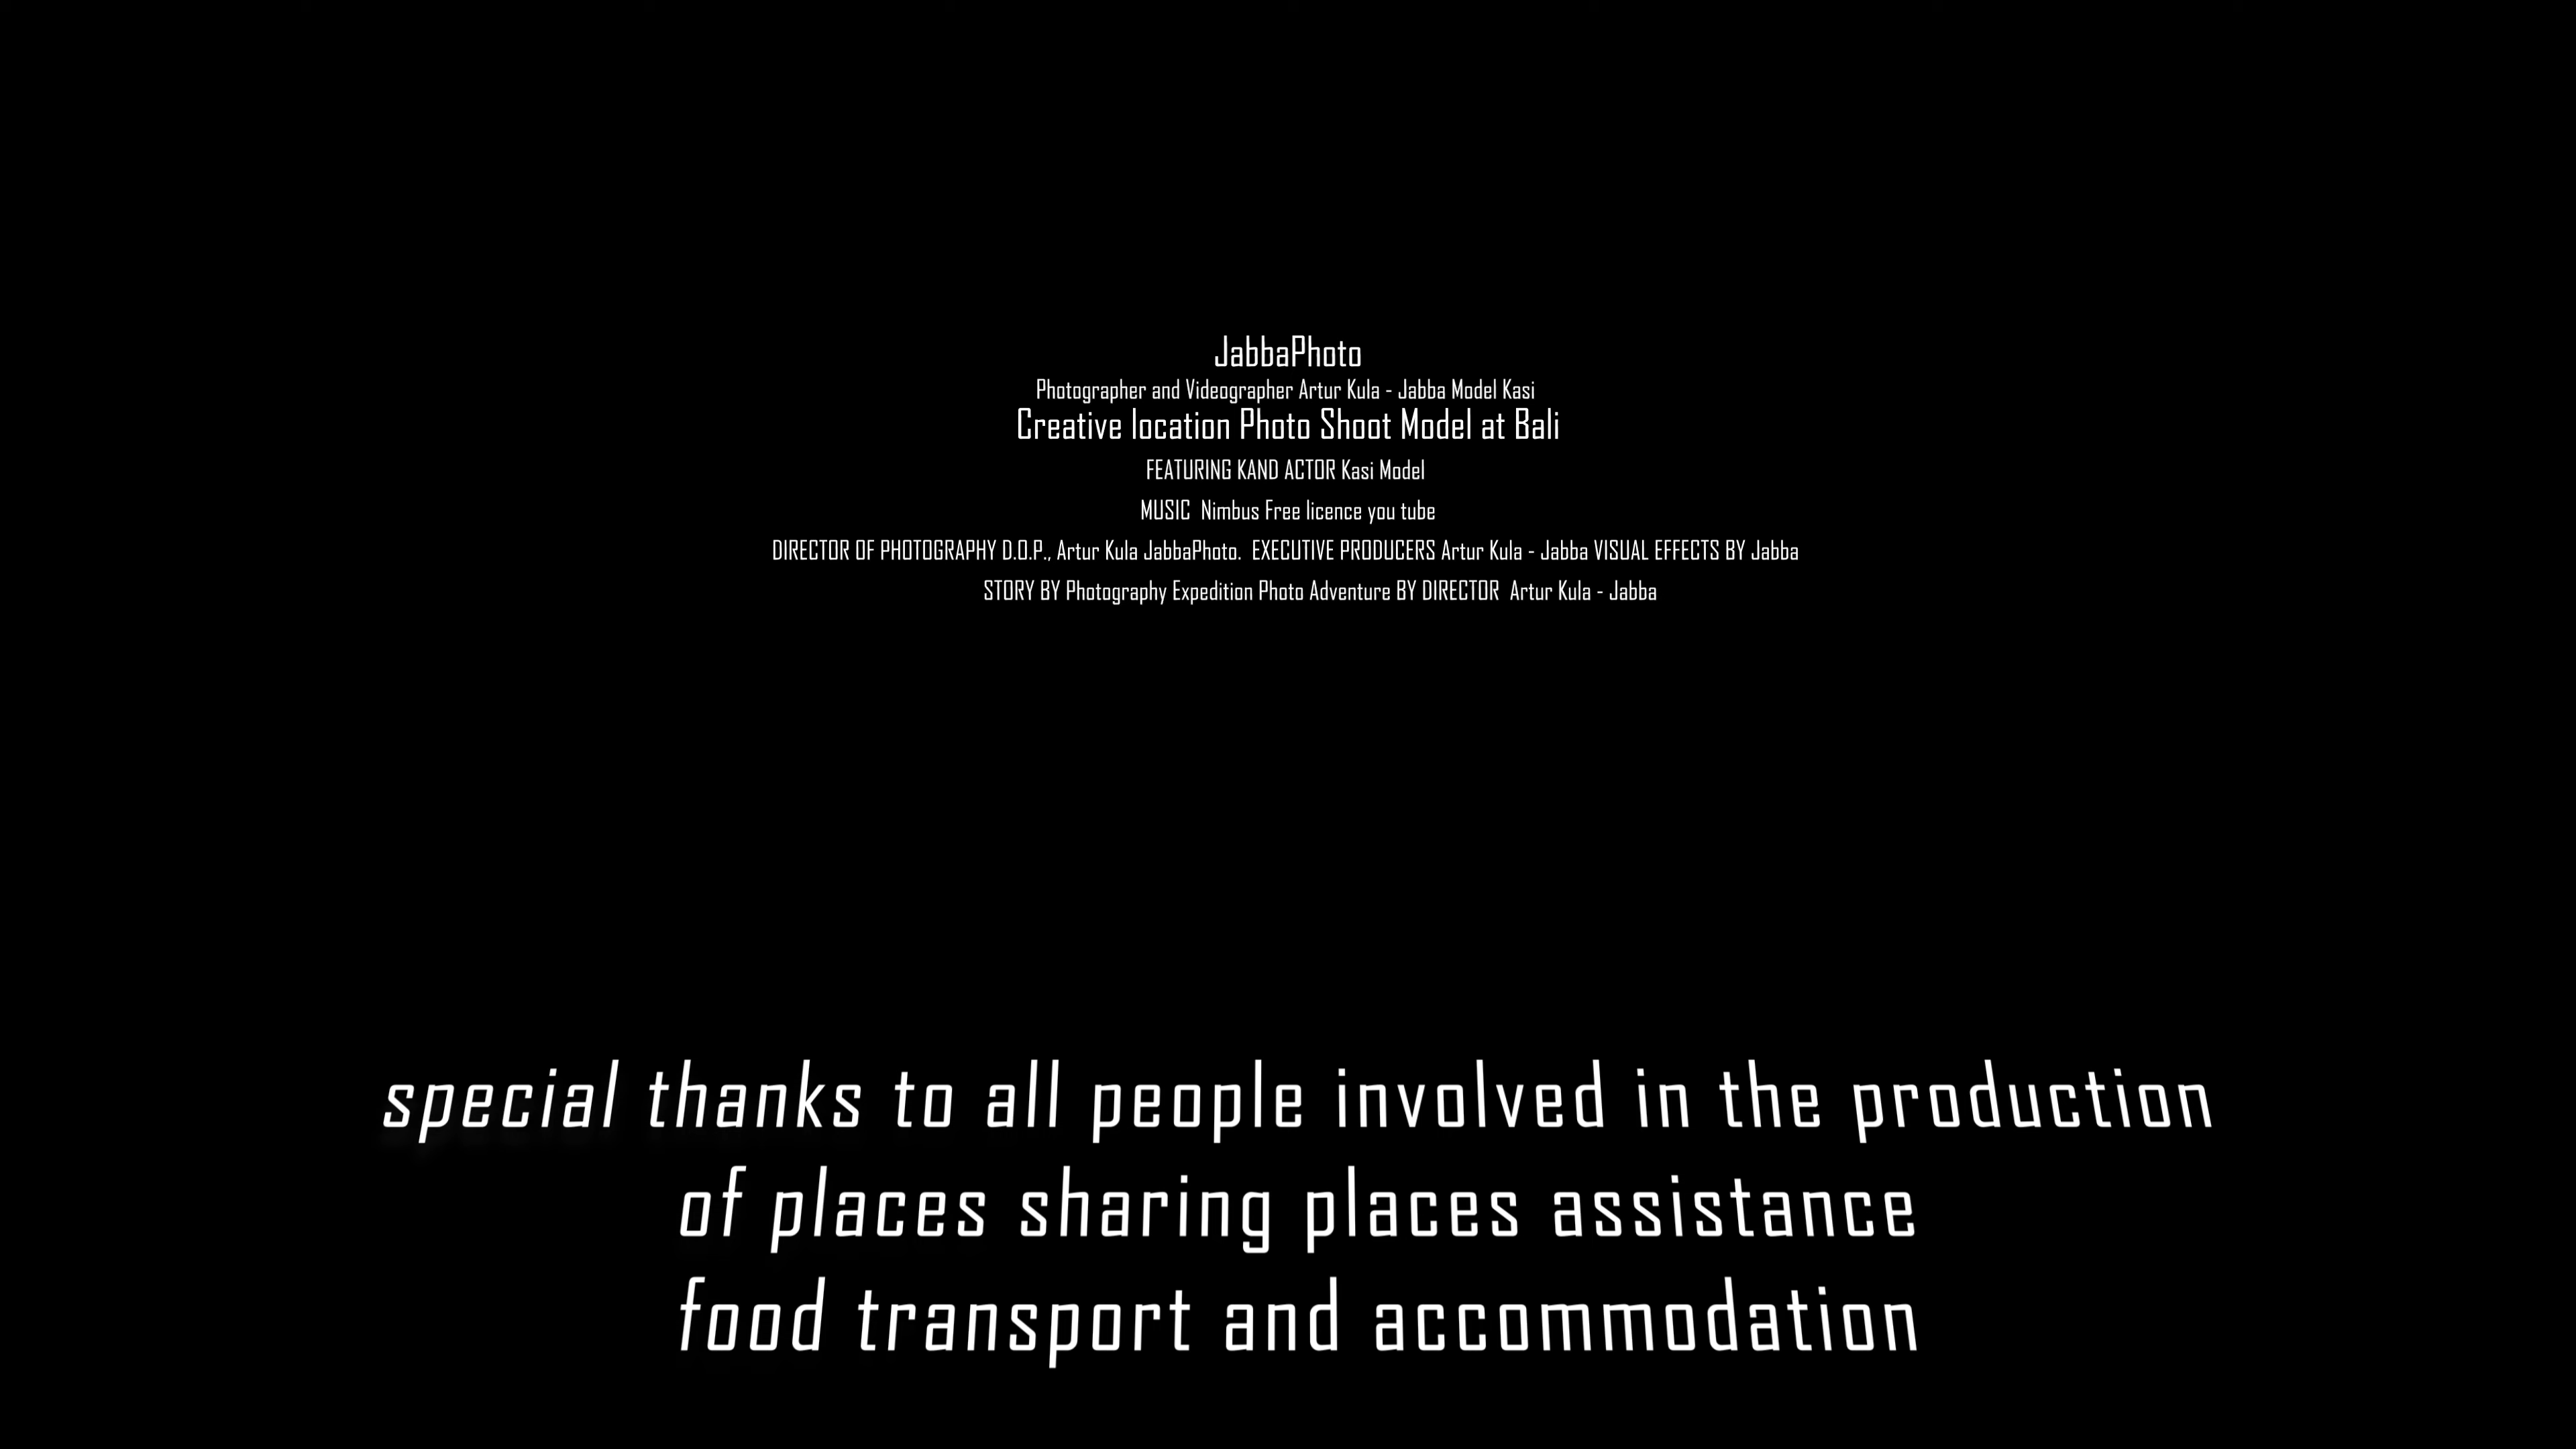 JabbaPhoto
Photographer and Videographer Artur Kula - Jabba Model Kasi
Creative location Photo Shoot Model at Bali
FEATURING KAND ACTOR Kasi Model
MUSIC  Nimbus Free licence you tube
DIRECTOR OF PHOTOGRAPHY D.O.P., Artur Kula JabbaPhoto.  EXECUTIVE PRODUCERS Artur Kula - Jabba VISUAL EFFECTS BY Jabba
STORY BY Photography Expedition Photo Adventure BY DIRECTOR  Artur Kula - Jabba
special thanks to all people involved in the production
of places sharing places assistance
food transport and accommodation